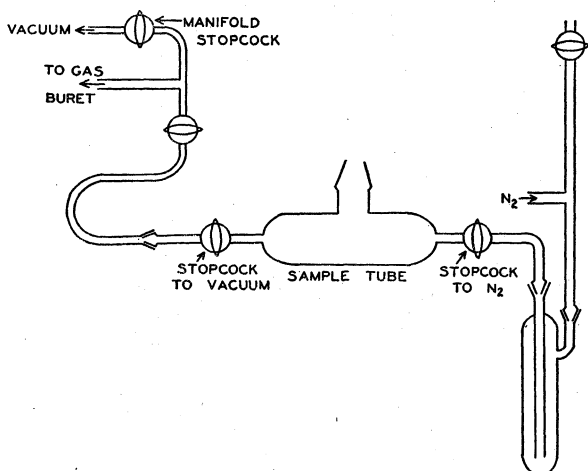 VACUUM
MANIFOLD
STOPCOCK
TO GAS
BURET
N2
STOPCOCK
TO VACUUM
SAMPLE TUBE
STOPCOCK
TO N2